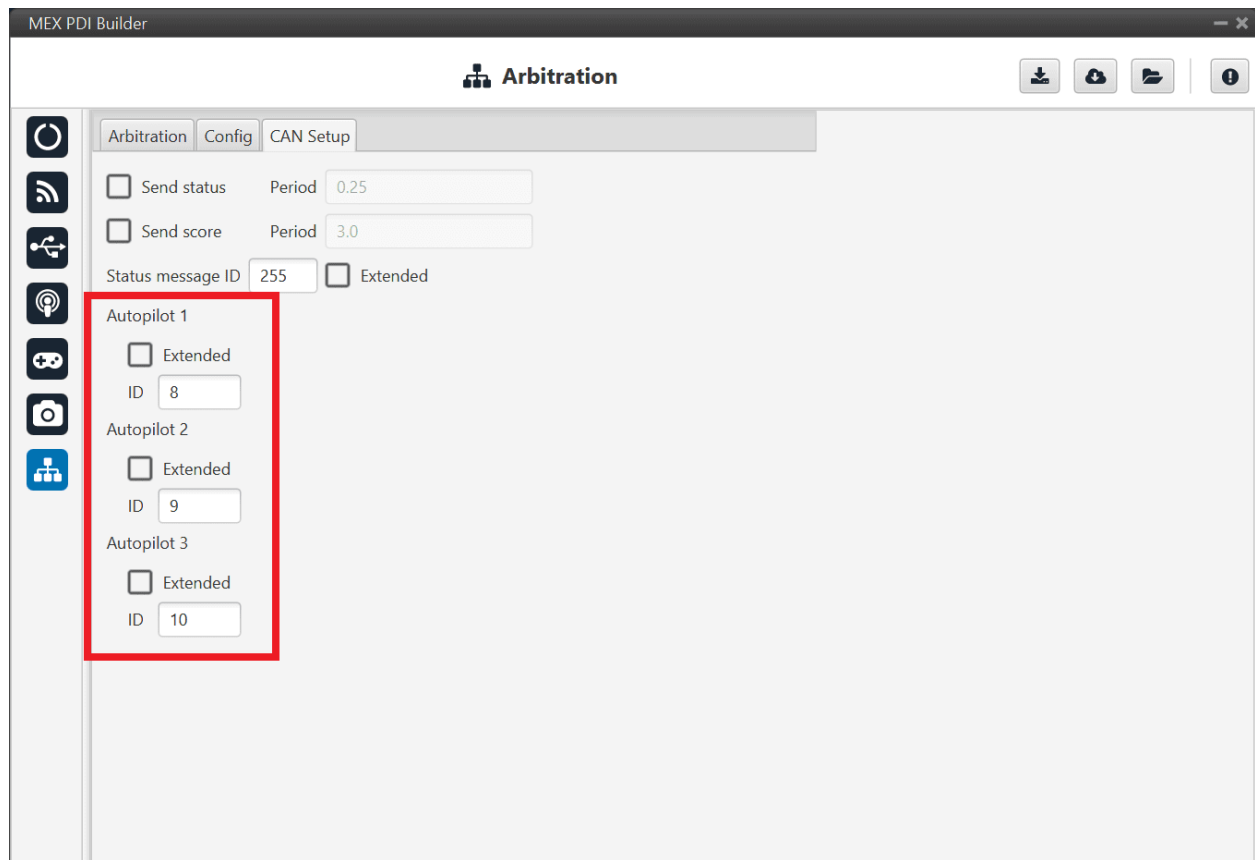 MEX PDI Builder
Arbitration
Arbitration Config CAN Setup
Send status Period 0.25
Send score Period 3.0
Status message ID 255 Extended
Autopilot 1
Extended
ID 8
Autopilot 2
Extended
ID 9
Autopilot 3
Extended
ID 10